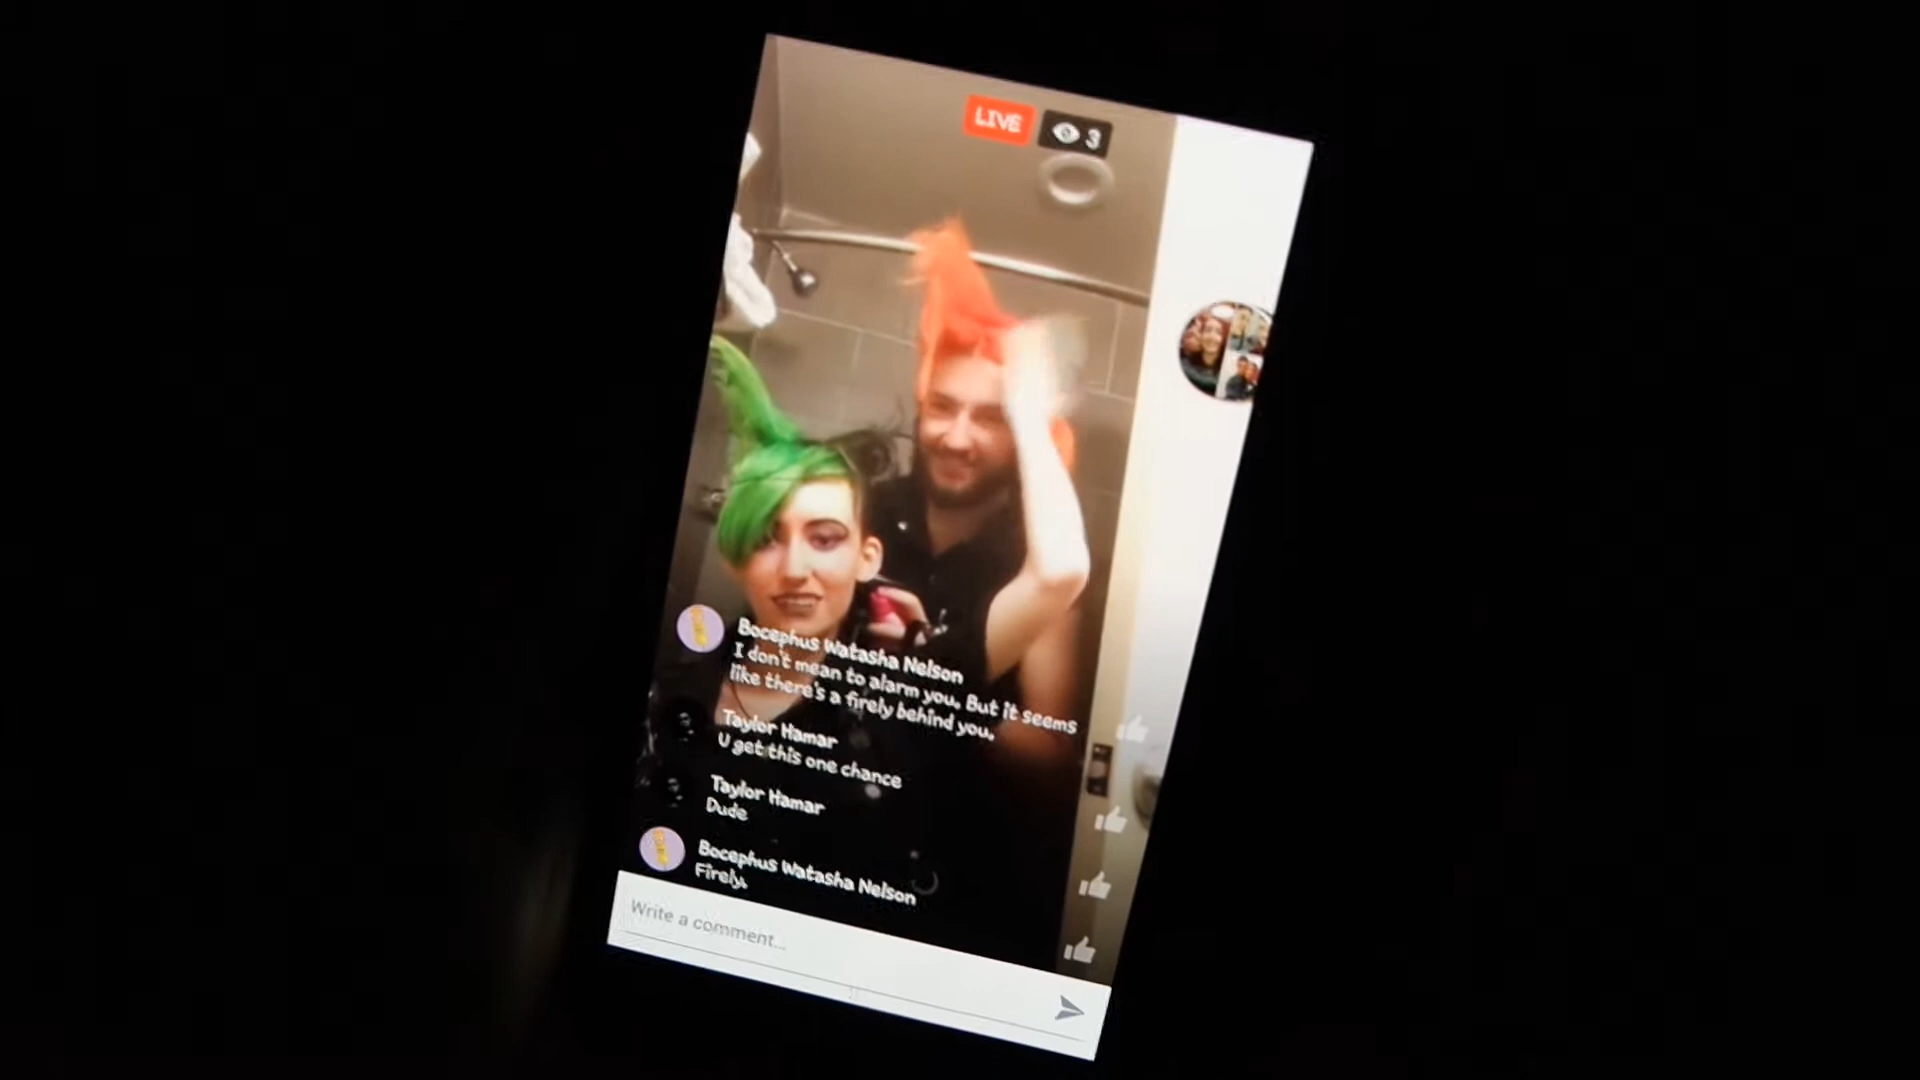 LIVE
3
Bocephus Watasha Nelson
I don't mean to alarm you. But it seems
like there's a firely behind you.
Taylor Hamar
U get this one chance
Taylor Hamar
Dude
Bocephus Watasha Nelson
Firely.
Write a comment...